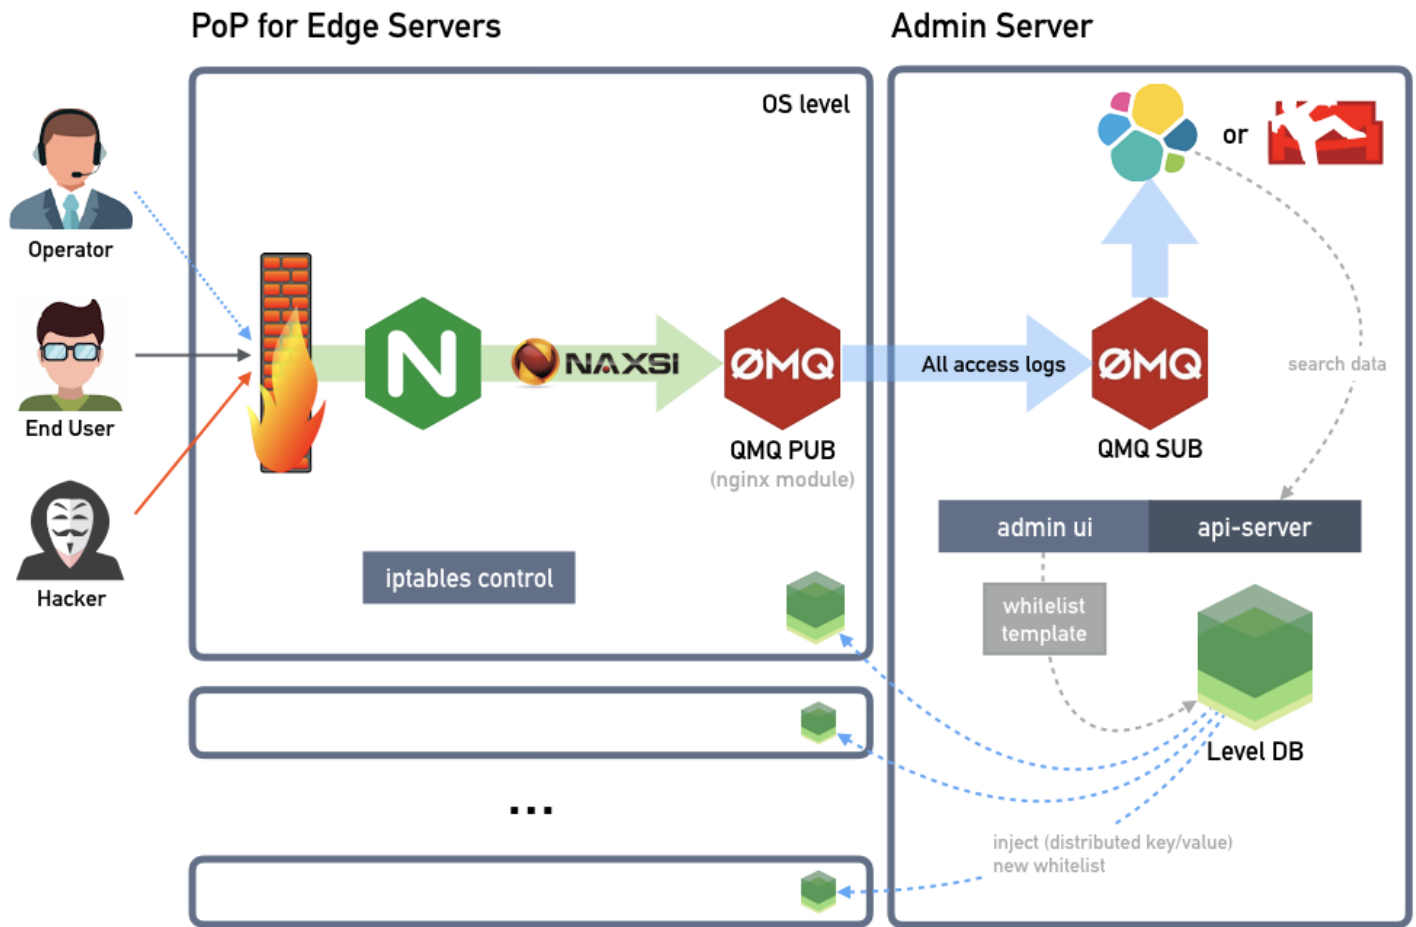 PoP for Edge Servers
Admin Server
OS level
or
Operator
End User
Hacker
N
NAXSI
ØMQ
QMQ PUB
(nginx module)
All access logs
ØMQ
QMQ SUB
search data
iptables control
admin ui
api-server
whitelist
template
Level DB
...
inject (distributed key/value)
new whitelist